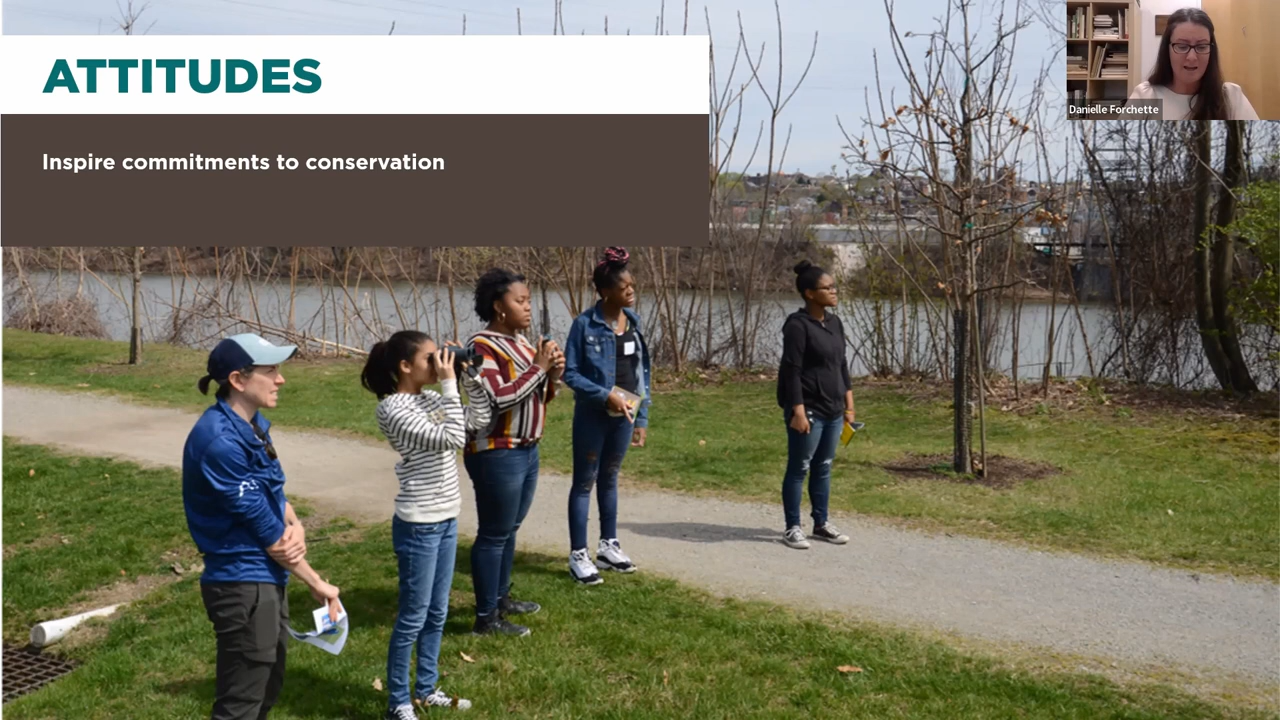 ATTITUDES
Inspire commitments to conservation
Danielle Forchette